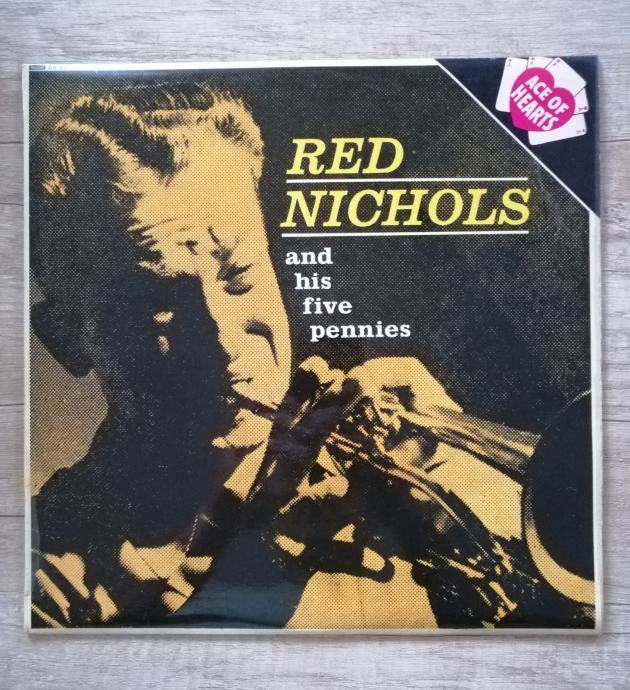 ACE OF
HEARTS
RED
NICHOLS
and
his
five
pennies